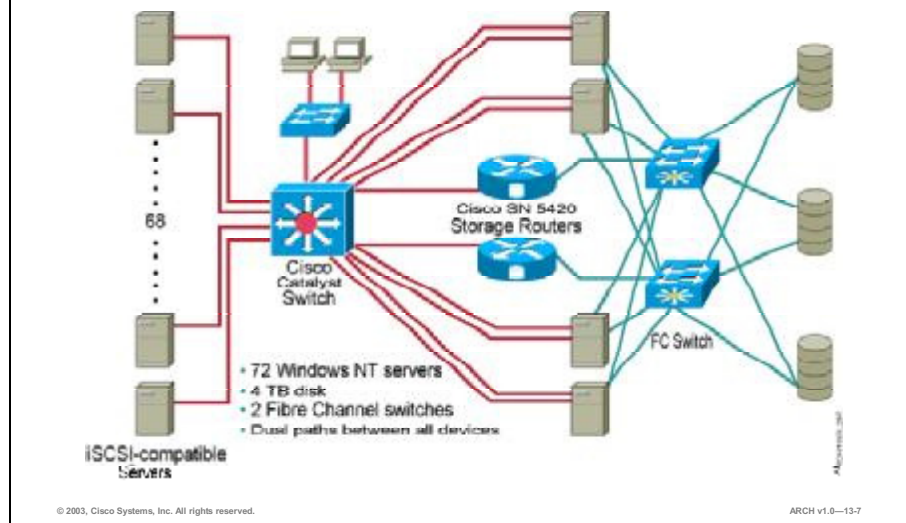 68
Cisco SN 5420
Storage Routers
Cisco
Catalyst
Switch
FC Switch
• 72 Windows NT servers
• 4 TB disk
• 2 Fibre Channel switches
• Dual paths between all devices
iSCSI-compatible
Servers
© 2003, Cisco Systems, Inc. All rights reserved.
ARCH v1.0—13-7